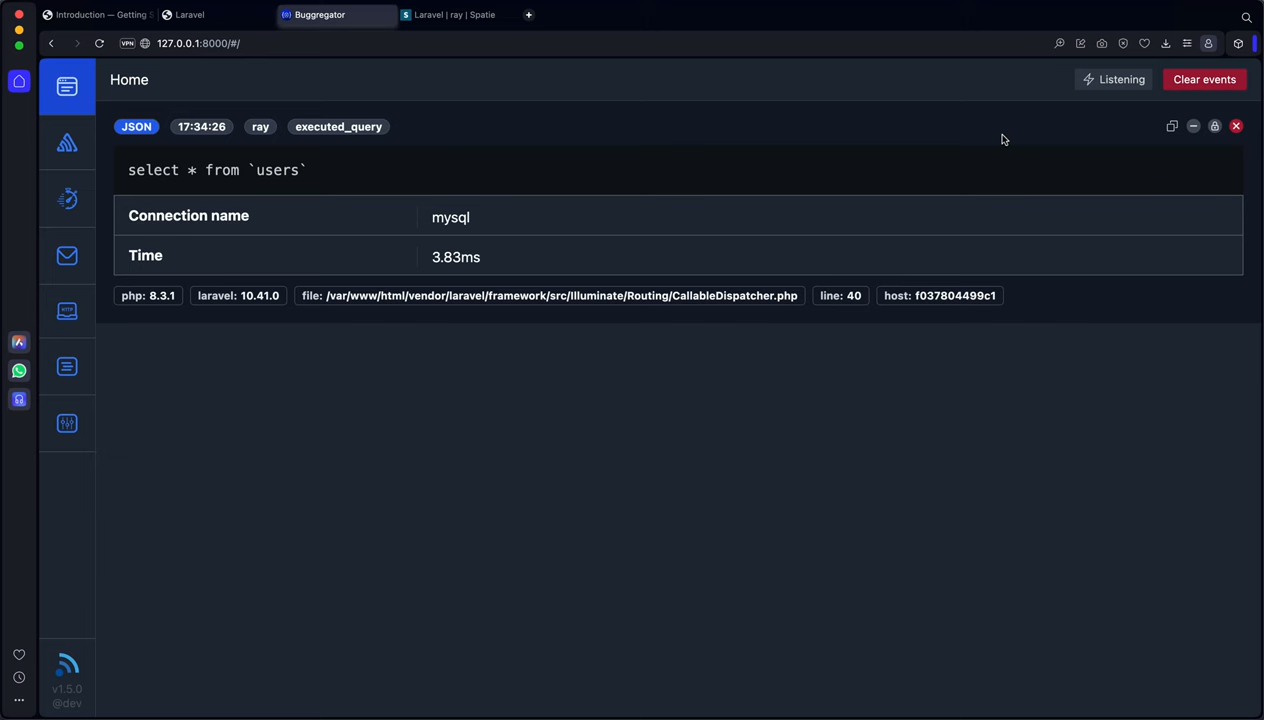 Introduction — Getting S
Laravel
Buggregator
S Laravel | ray | Spatie
VPN 127.0.0.1:8000/#/
Home
Listening
Clear events
JSON 17:34:26 ray executed_query
select * from `users`
Connection name mysql
Time 3.83ms
php: 8.3.1 laravel: 10.41.0 file: /var/www/html/vendor/laravel/framework/src/Illuminate/Routing/CallableDispatcher.php line: 40 host: f037804499c1
HTTP
v1.5.0
@dev